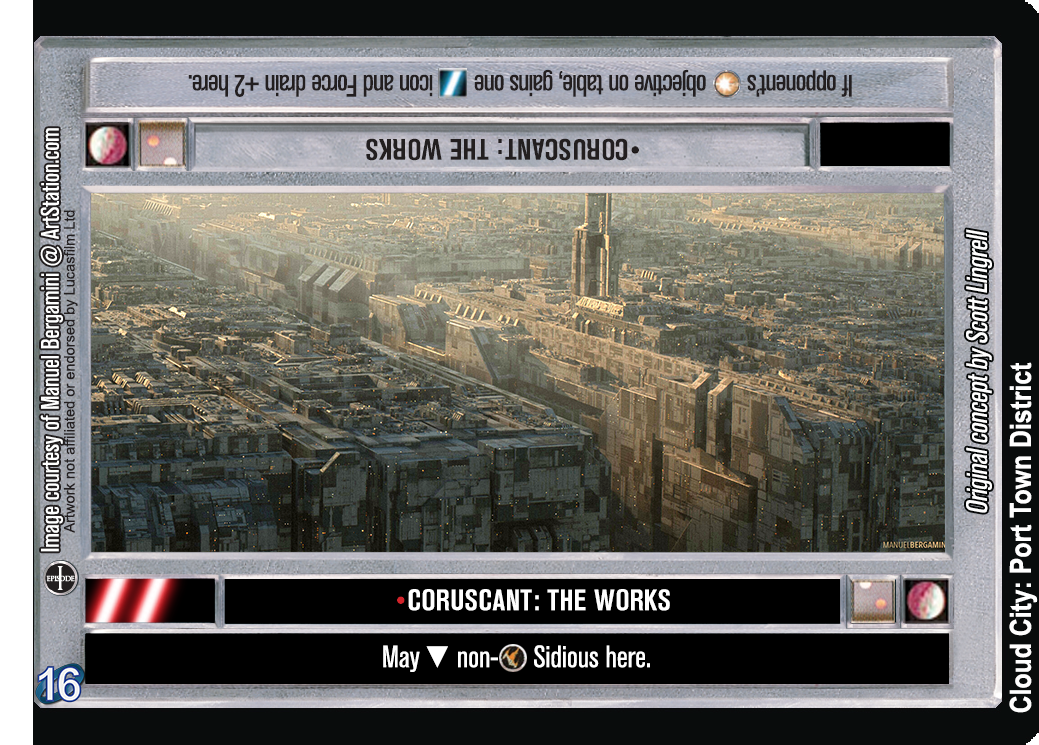 If opponent's objective on table, gains one icon and Force drain +2 here.
•CORUSCANT: THE WORKS
MANUELBERGAMIN
•CORUSCANT: THE WORKS
May ▼ non- Sidious here.
16
EPISODE
I
Image courtesy of Manuel Bergamini @ ArtStation.com
Artwork not affiliated or endorsed by Lucasfilm Ltd
Original concept by Scott Lingrell
Cloud City: Port Town District